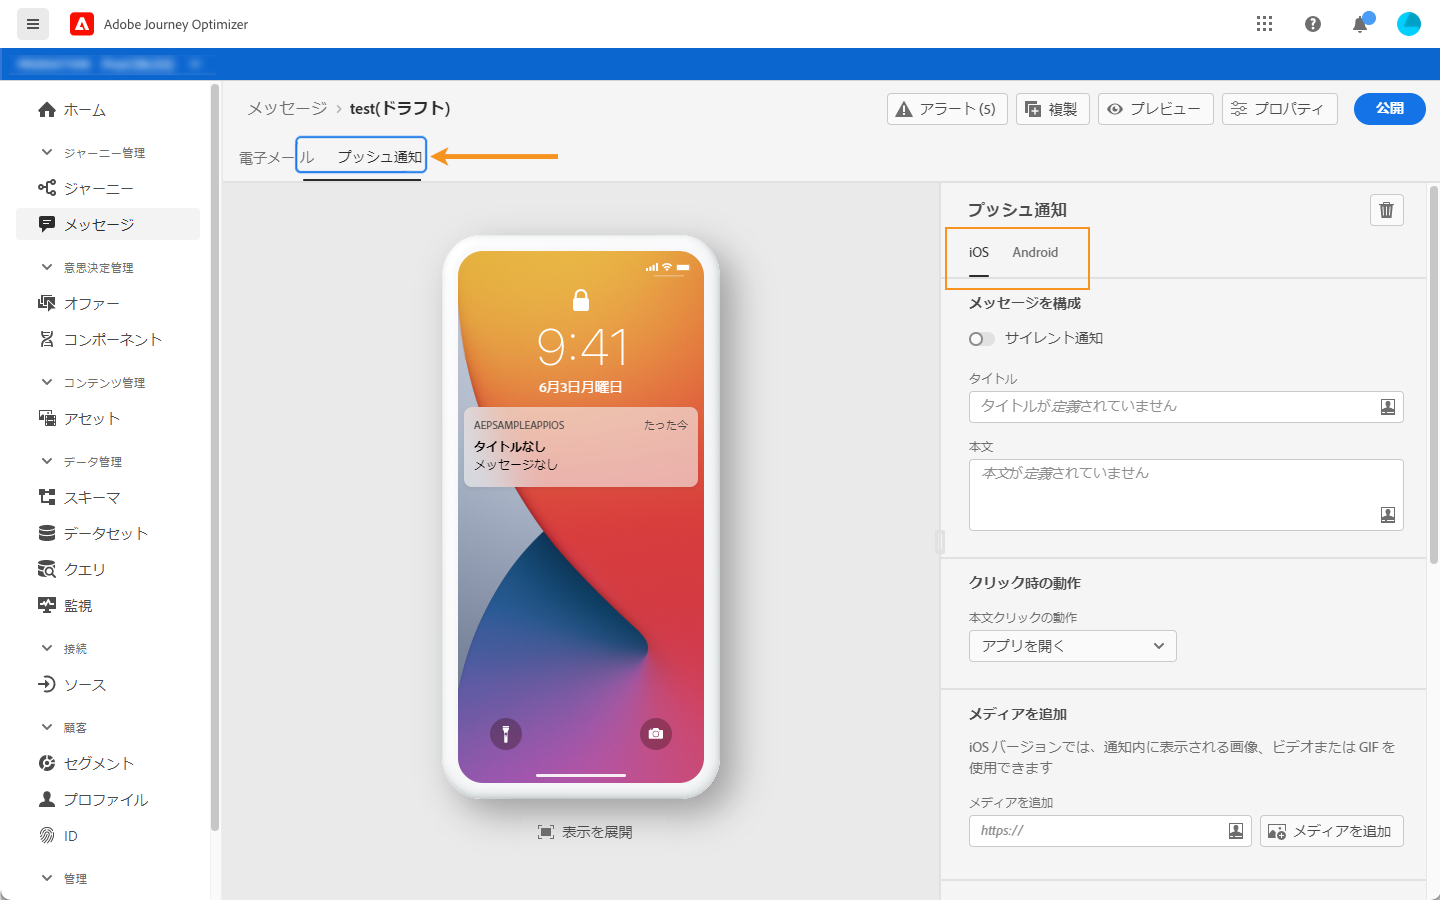 Adobe Journey Optimizer
ホーム
ジャーニー管理
ジャーニー
メッセージ
意思決定管理
オファー
コンポーネント
コンテンツ管理
アセット
データ管理
スキーマ
データセット
クエリ
監視
接続
ソース
顧客
セグメント
プロファイル
ID
管理
メッセージ › test(ドラフト)
アラート (5)
複製
プレビュー
プロパティ
公開
電子メール
プッシュ通知
9:41
6月3日月曜日
AEPSAMPLEAPPIOS たった今
タイトルなし
メッセージなし
表示を展開
プッシュ通知
iOS Android
メッセージを構成
サイレント通知
タイトル
タイトルが定義されていません
本文
本文が定義されていません
クリック時の動作
本文クリックの動作
アプリを開く
メディアを追加
iOS バージョンでは、通知内に表示される画像、ビデオまたは GIF を
使用できます
メディアを追加
https://
メディアを追加